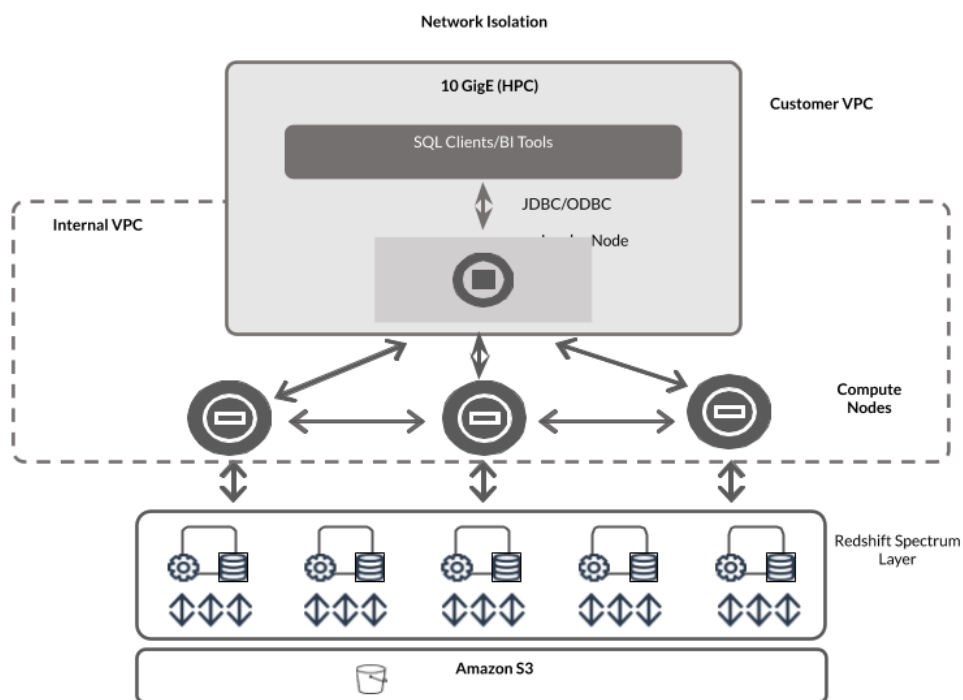 Network Isolation
10 GigE (HPC)
Customer VPC
SQL Clients/BI Tools
JDBC/ODBC
Internal VPC
Node
Compute
Nodes
Redshift Spectrum
Layer
Amazon S3